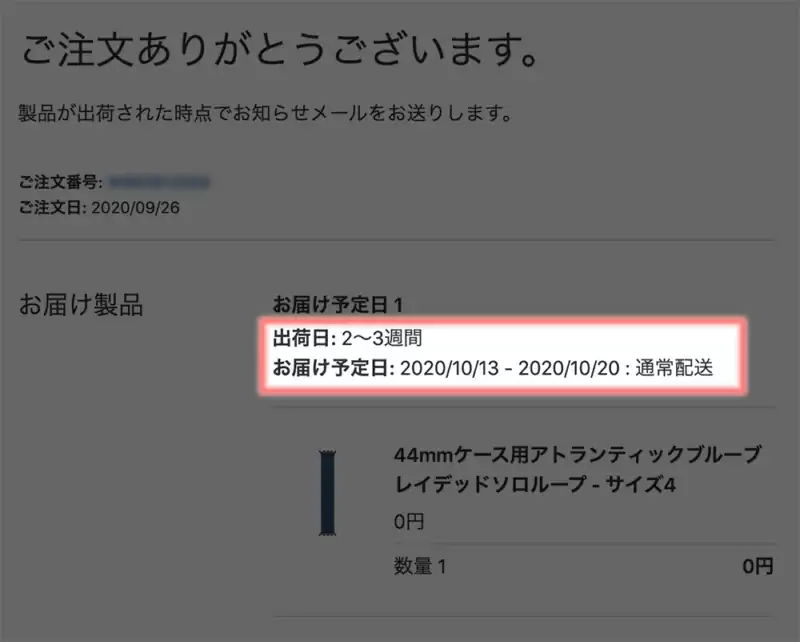 ご注文ありがとうございます。
製品が出荷された時点でお知らせメールをお送りします。
ご注文番号:
ご注文日: 2020/09/26
お届け製品
お届け予定日 1
出荷日: 2〜3週間
お届け予定日: 2020/10/13 - 2020/10/20 : 通常配送
44mmケース用アトランティックブルーブ
レイデッドソロループ - サイズ4
0円
数量 1
0円